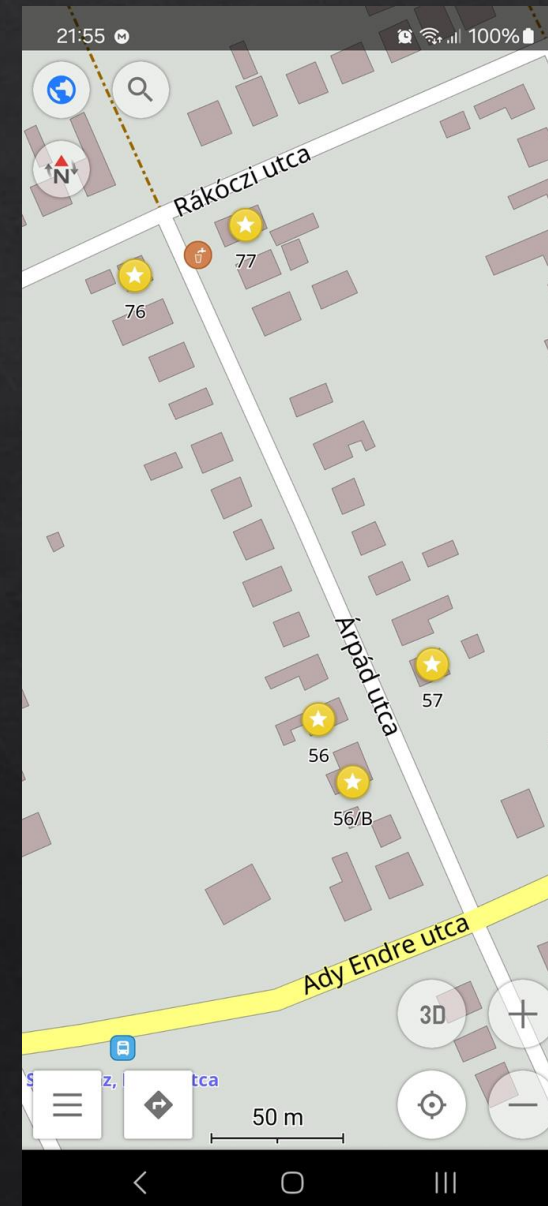 21:55
100%
N
Rákóczi utca
77
76
Árpád utca
57
56
56/B
Ady Endre utca
3D
tca
50 m